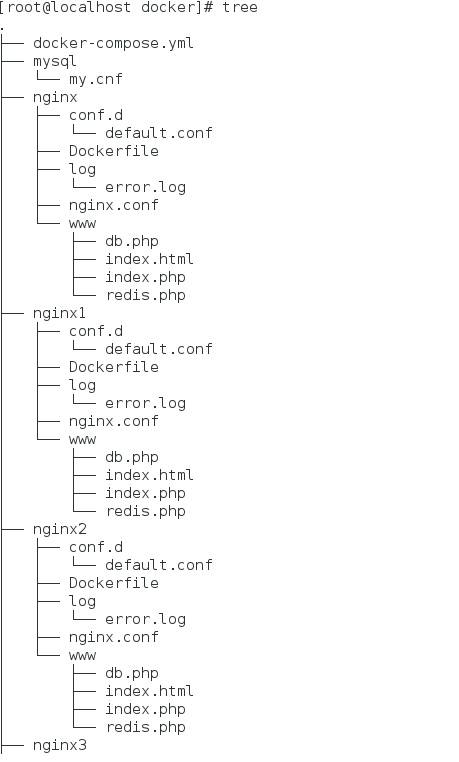 [root@localhost docker]# tree
.
├── docker-compose.yml
├── mysql
│   └── my.cnf
├── nginx
│   ├── conf.d
│   │   └── default.conf
│   ├── Dockerfile
│   ├── log
│   │   └── error.log
│   ├── nginx.conf
│   └── www
│       ├── db.php
│       ├── index.html
│       ├── index.php
│       └── redis.php
├── nginx1
│   ├── conf.d
│   │   └── default.conf
│   ├── Dockerfile
│   ├── log
│   │   └── error.log
│   ├── nginx.conf
│   └── www
│       ├── db.php
│       ├── index.html
│       ├── index.php
│       └── redis.php
├── nginx2
│   ├── conf.d
│   │   └── default.conf
│   ├── Dockerfile
│   ├── log
│   │   └── error.log
│   ├── nginx.conf
│   └── www
│       ├── db.php
│       ├── index.html
│       ├── index.php
│       └── redis.php
├── nginx3